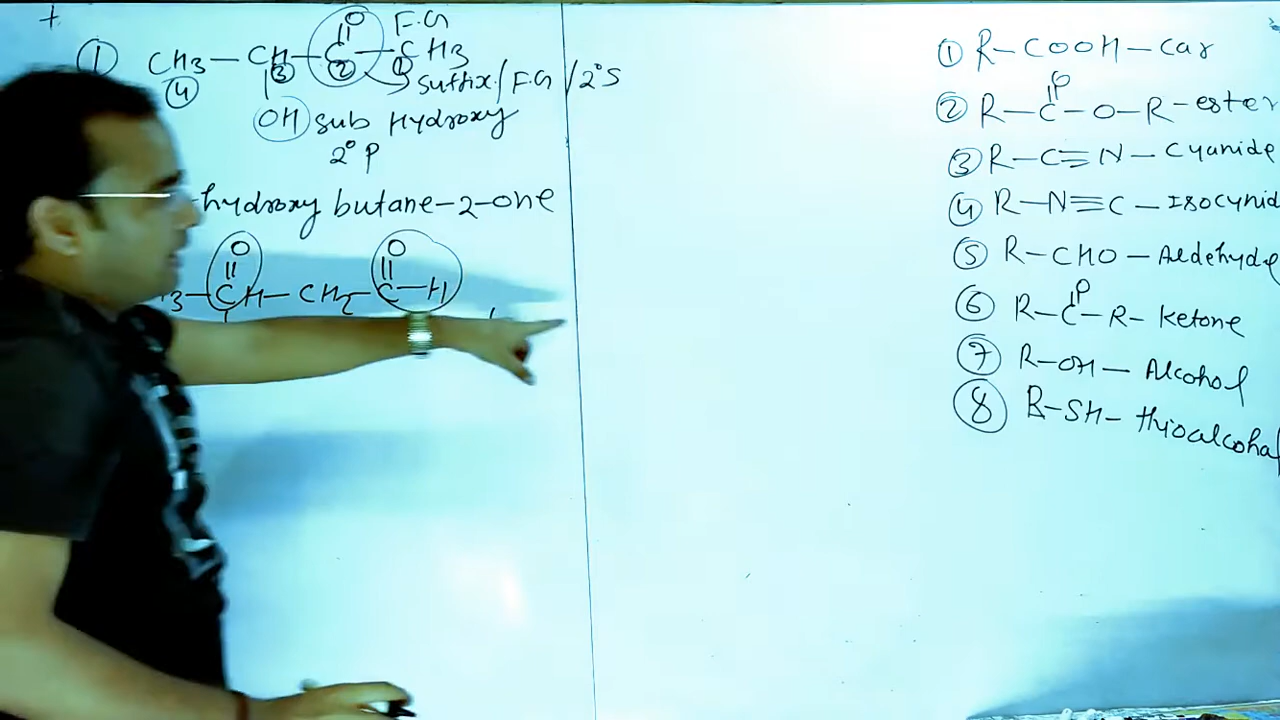 +
O F.G
① CH3 — CH — C — CH3
④ ③ ② ① Suffix/F.G/2°S
OH sub Hydroxy
2° P
-hydroxy butane-2-one
O O
3 — CH — CH2 — C — H
① R — COOH — Car
O
② R — C — O — R — ester
③ R — C ≡ N — Cyanide
④ R — N ≡ C — Isocynid
⑤ R — CHO — Aldehyde
O
⑥ R — C — R — Ketone
⑦ R — OH — Alcohol
⑧ R — SH — thioalcohol